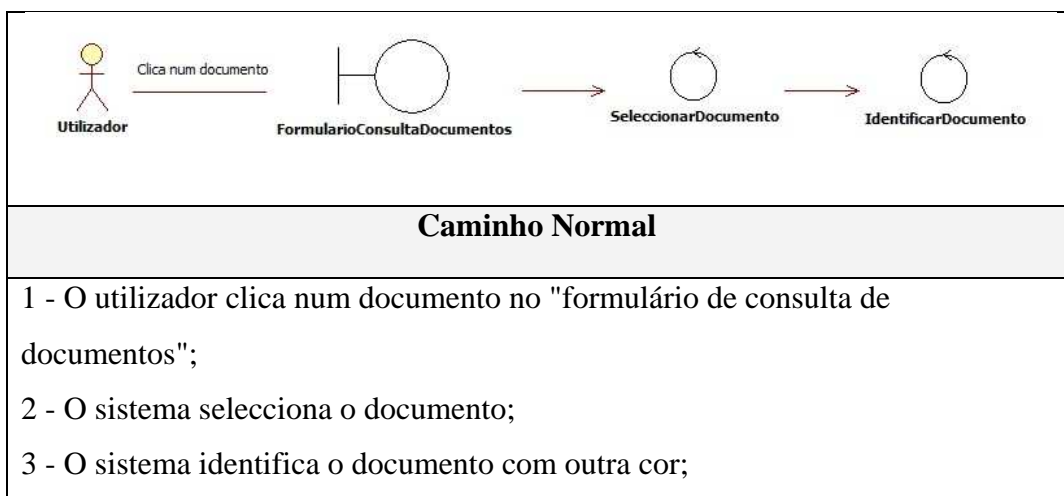 Clica num documento
Utilizador
FormularioConsultaDocumentos
SeleccionarDocumento
IdentificarDocumento
Caminho Normal
1 - O utilizador clica num documento no "formulário de consulta de
documentos";
2 - O sistema selecciona o documento;
3 - O sistema identifica o documento com outra cor;